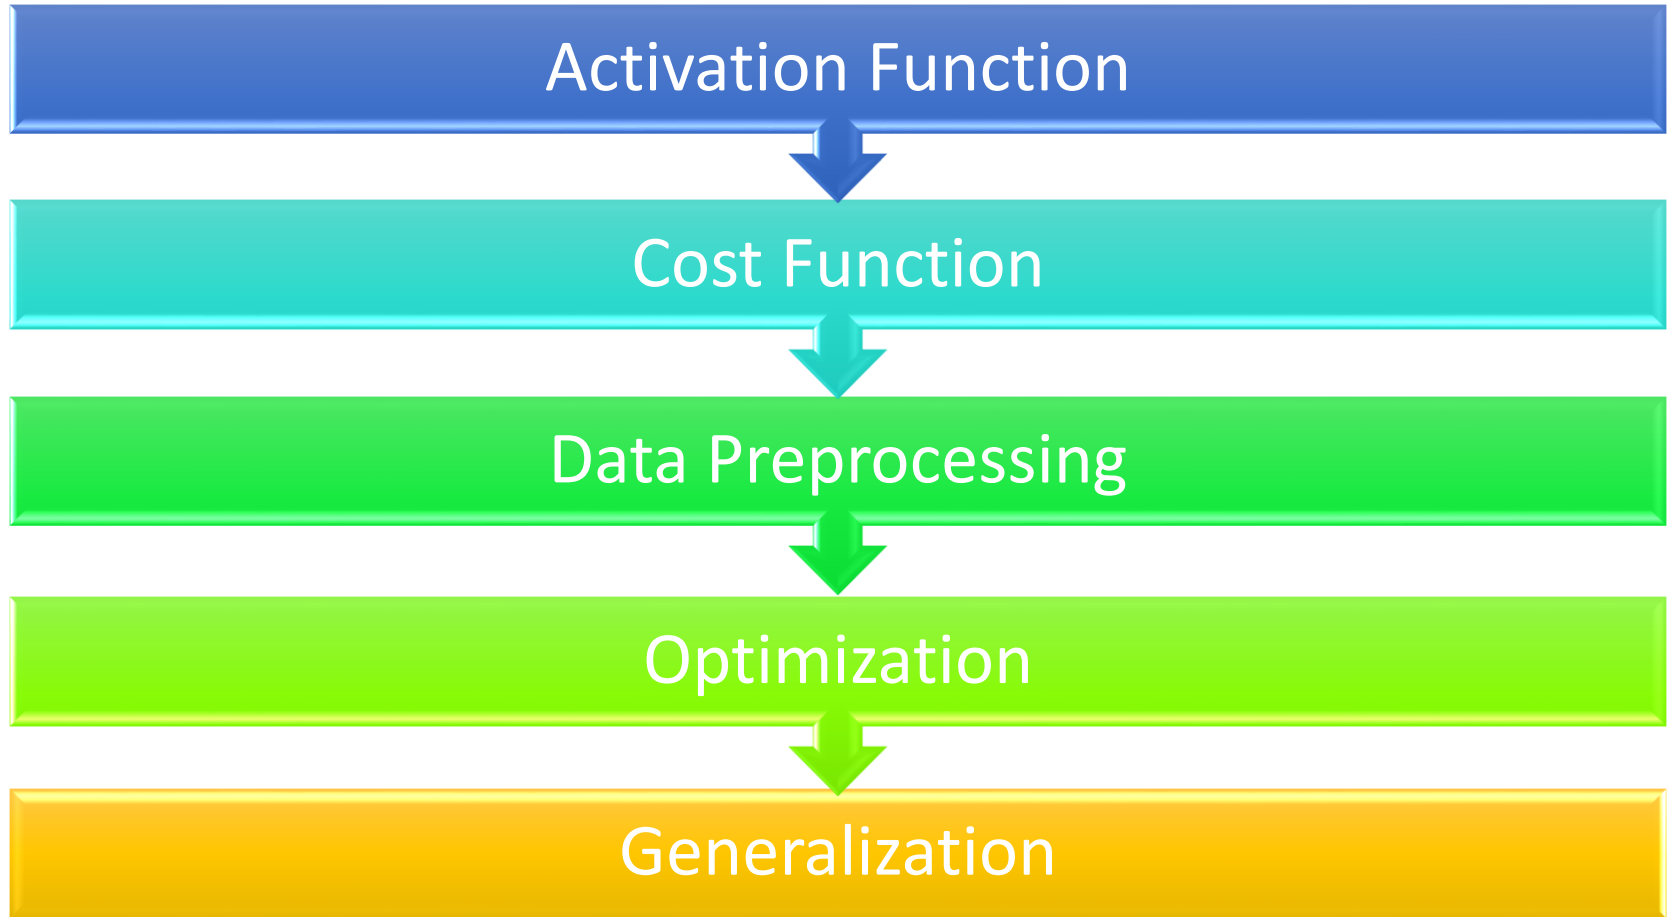 Activation Function
Cost Function
Data Preprocessing
Optimization
Generalization